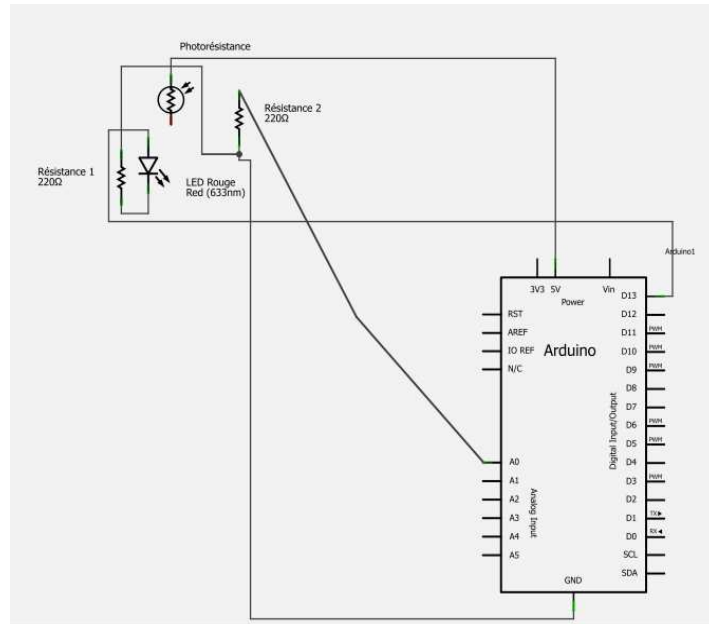 Photorésistance
Résistance 2
220Ω
Résistance 1
220Ω
LED Rouge
Red (633nm)
Arduino1
3V3 5V Vin
Power
D13
RST D12
AREF D11 PWM
IO REF Arduino D10 PWM
N/C D9 PWM
D8
D7
Digital Input/Output
D6 PWM
D5 PWM
A0 D4
A1 D3 PWM
A2 D2
Analog Input
A3 D1 TX
A4 D0 RX
A5 SCL
SDA
GND